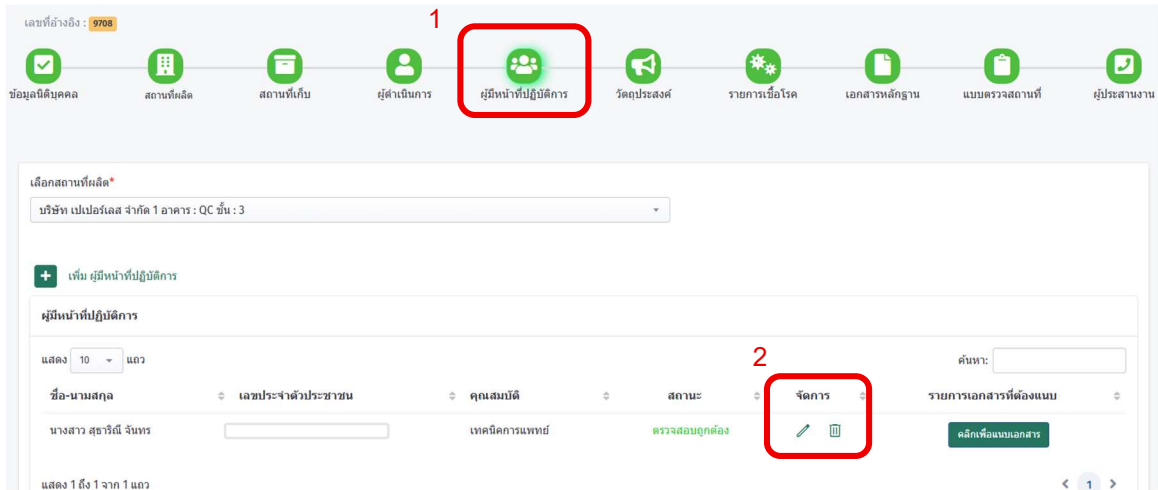 เลขที่อ้างอิง : 9708
1
ข้อมูลนิติบุคคล สถานที่ผลิต สถานที่เก็บ ผู้ดำเนินการ ผู้มีหน้าที่ปฏิบัติการ วัตถุประสงค์ รายการเชื้อโรค เอกสารหลักฐาน แบบตรวจสถานที่ ผู้ประสานงาน
เลือกสถานที่ผลิต*
บริษัท เปเปอร์เลส จำกัด 1 อาคาร : QC ชั้น : 3
+ เพิ่ม ผู้มีหน้าที่ปฏิบัติการ
ผู้มีหน้าที่ปฏิบัติการ
แสดง 10 แถว ค้นหา:
2
ชื่อ-นามสกุล เลขประจำตัวประชาชน คุณสมบัติ สถานะ จัดการ รายการเอกสารที่ต้องแนบ
นางสาว สุธาริณี จันทร เทคนิคการแพทย์ ตรวจสอบถูกต้อง คลิกเพื่อแนบเอกสาร
แสดง 1 ถึง 1 จาก 1 แถว < 1 >